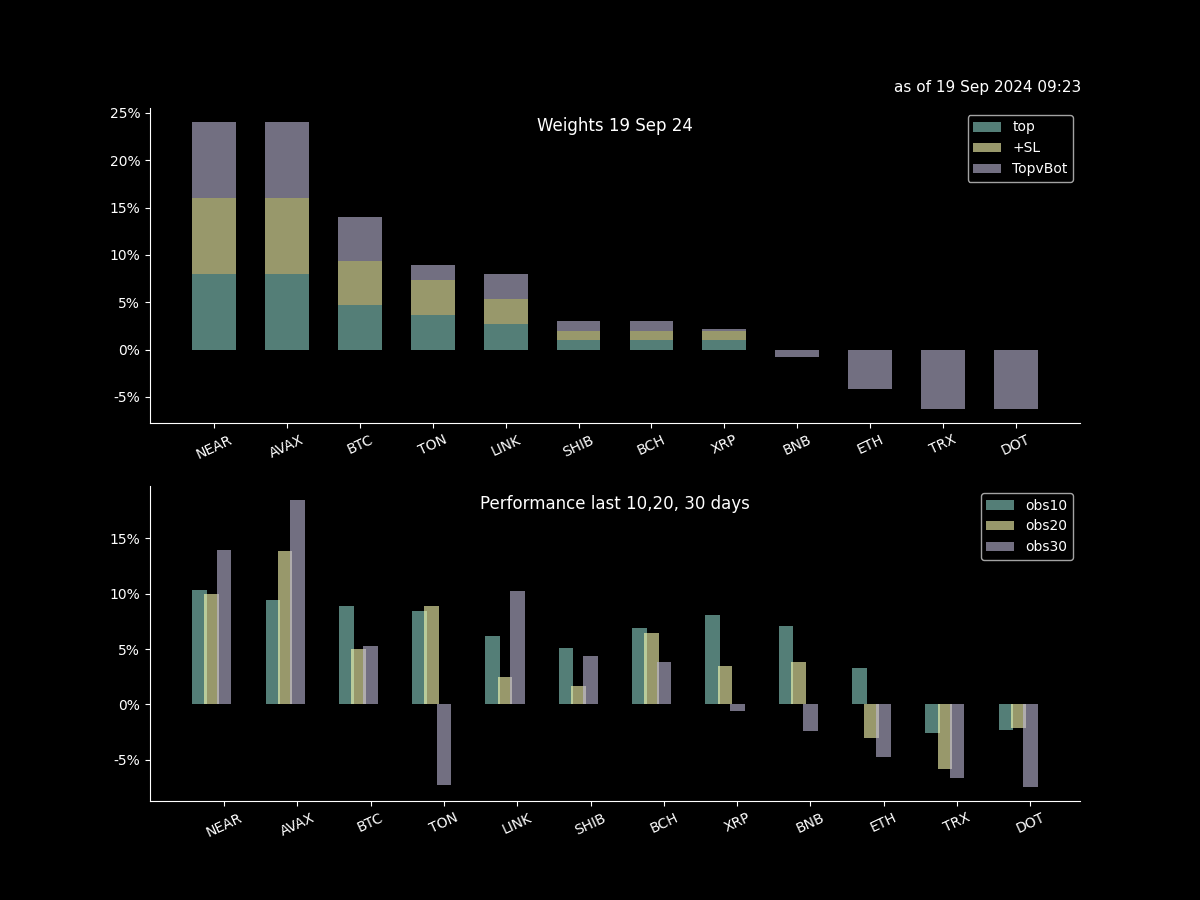 as of 19 Sep 2024 09:23
Weights 19 Sep 24
top
+SL
TopvBot
25%
20%
15%
10%
5%
0%
-5%
NEAR AVAX BTC TON LINK SHIB BCH XRP BNB ETH TRX DOT
Performance last 10,20, 30 days
obs10
obs20
obs30
15%
10%
5%
0%
-5%
NEAR AVAX BTC TON LINK SHIB BCH XRP BNB ETH TRX DOT